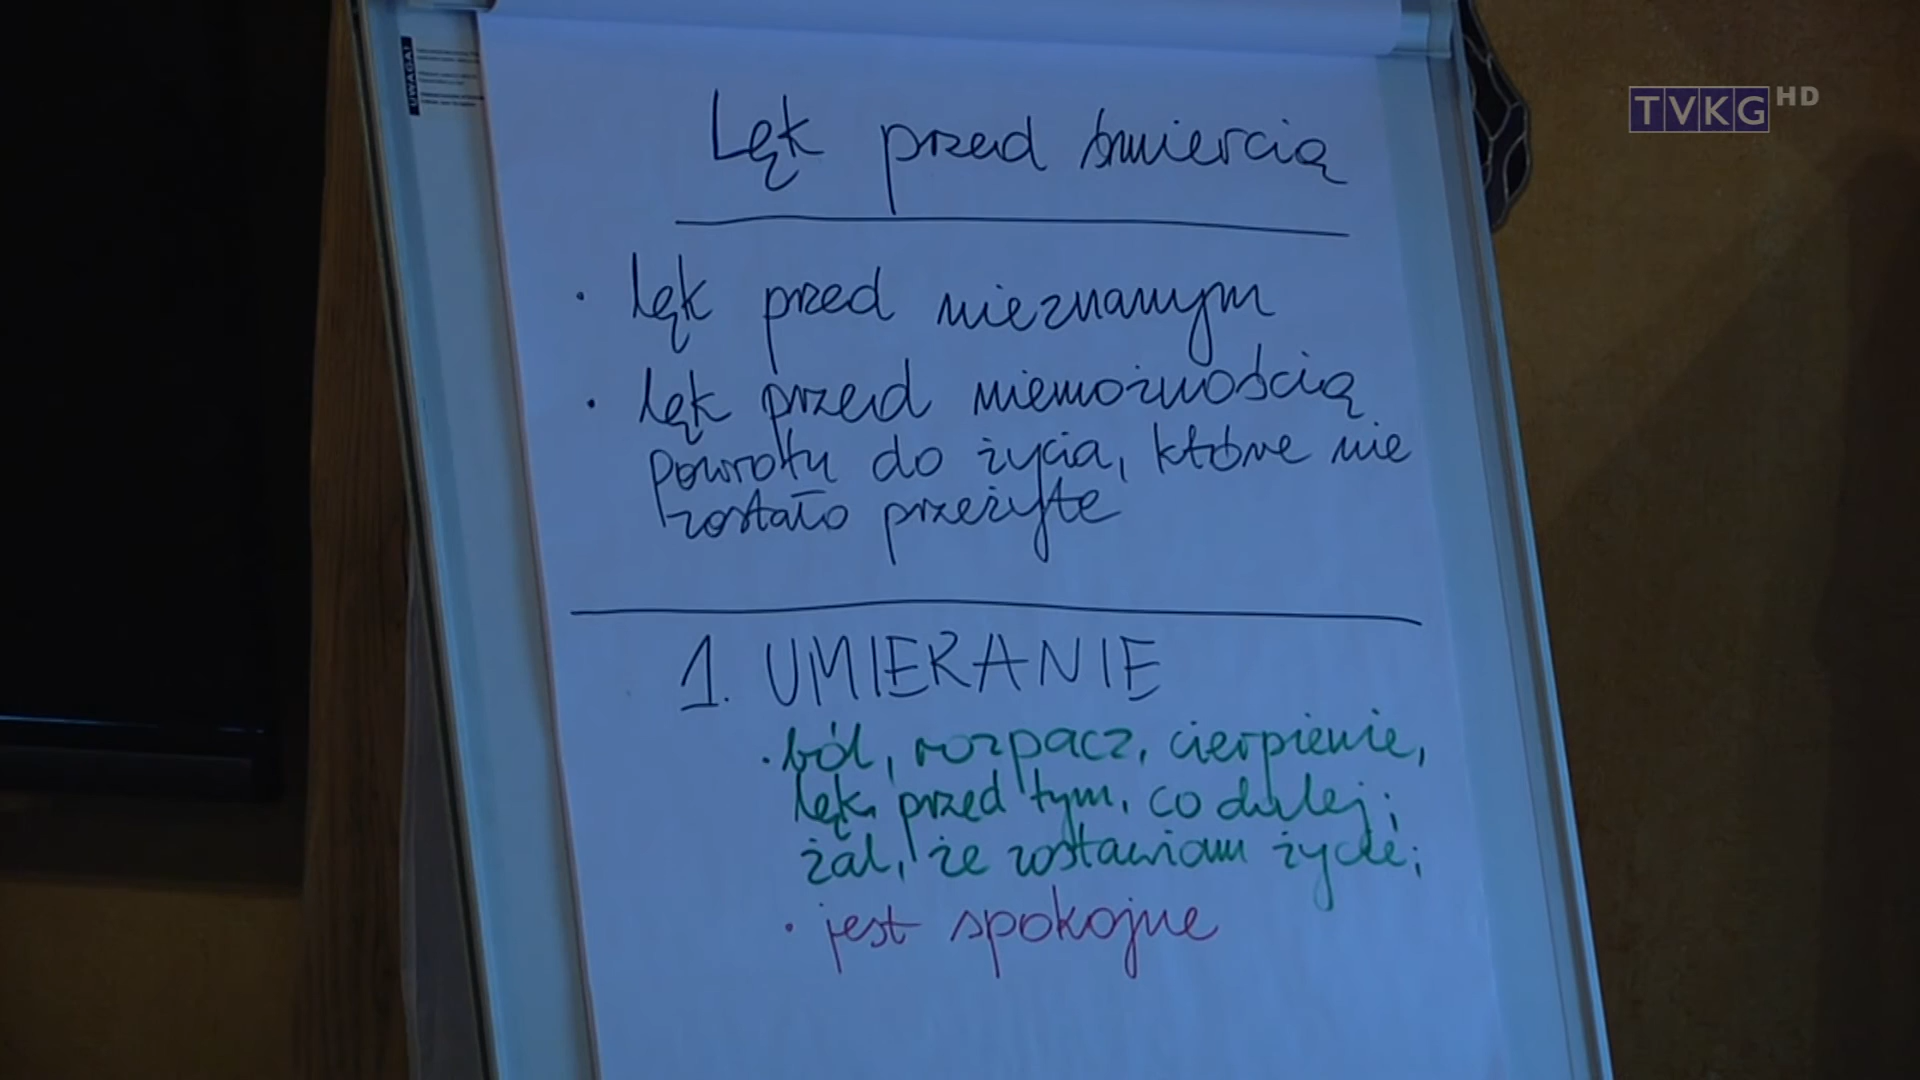 UWAGA!
TVKG HD
Lęk przed śmiercią
• lęk przed nieznanym
• lęk przed niemożnością
powrotu do życia, które nie
zostało przeżyte
1. UMIERANIE
• ból, rozpacz, cierpienie,
lęk przed tym, co dalej;
żal, że zostawiam życie;
• jest spokojne